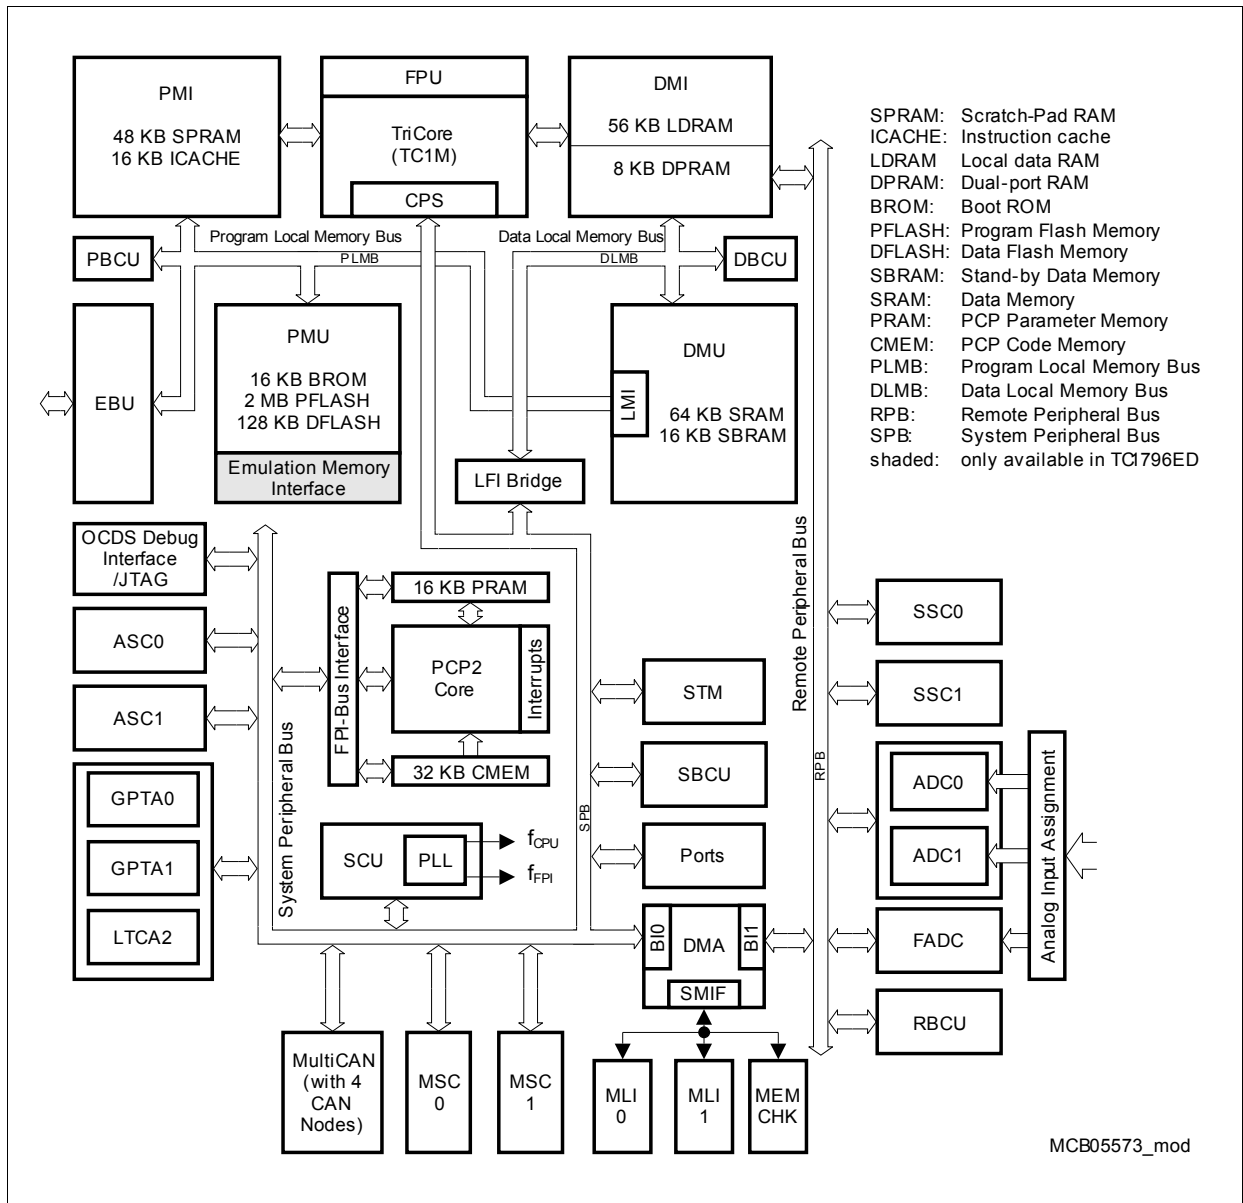 PMI
48 KB SPRAM
16 KB ICACHE
FPU
TriCore
(TC1M)
CPS
DMI
56 KB LDRAM
8 KB DPRAM
SPRAM: Scratch-Pad RAM
ICACHE: Instruction cache
LDRAM Local data RAM
DPRAM: Dual-port RAM
BROM: Boot ROM
PFLASH: Program Flash Memory
DFLASH: Data Flash Memory
SBRAM: Stand-by Data Memory
SRAM: Data Memory
PRAM: PCP Parameter Memory
CMEM: PCP Code Memory
PLMB: Program Local Memory Bus
DLMB: Data Local Memory Bus
RPB: Remote Peripheral Bus
SPB: System Peripheral Bus
shaded: only available in TC1796ED
PBCU
Program Local Memory Bus
PLMB
Data Local Memory Bus
DLMB
DBCU
EBU
PMU
16 KB BROM
2 MB PFLASH
128 KB DFLASH
Emulation Memory
Interface
DMU
LMI
64 KB SRAM
16 KB SBRAM
LFI Bridge
OCDS Debug
Interface
/JTAG
ASC0
ASC1
GPTA0
GPTA1
LTCA2
System Peripheral Bus
FPI-Bus Interface
16 KB PRAM
PCP2
Core
Interrupts
32 KB CMEM
SCU
PLL
fCPU
fFPI
SPB
STM
SBCU
Ports
BI0
DMA
BI1
SMIF
Remote Peripheral Bus
RPB
SSC0
SSC1
ADC0
ADC1
FADC
RBCU
Analog Input Assignment
MultiCAN
(with 4
CAN
Nodes)
MSC
0
MSC
1
MLI
0
MLI
1
MEM
CHK
MCB05573_mod